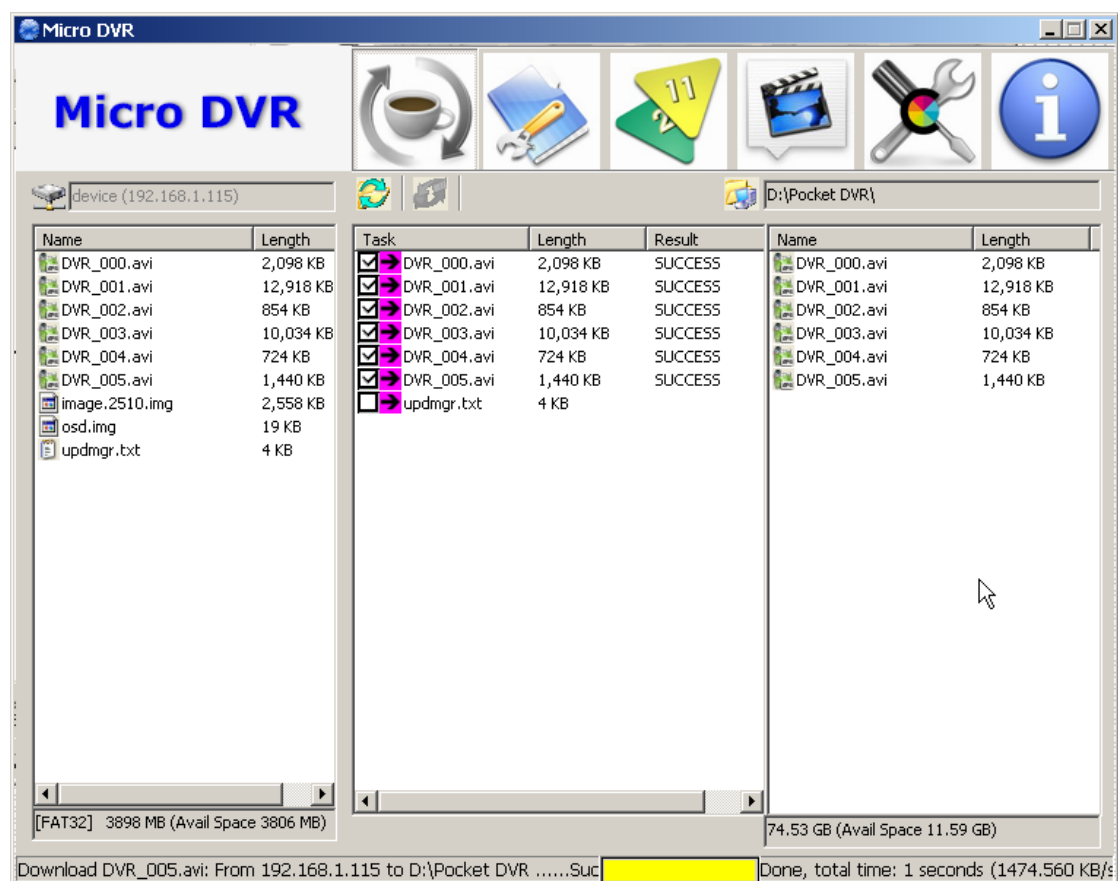 Micro DVR
Micro DVR
11
2
device (192.168.1.115)
D:\Pocket DVR\
Name Length
DVR_000.avi 2,098 KB
DVR_001.avi 12,918 KB
DVR_002.avi 854 KB
DVR_003.avi 10,034 KB
DVR_004.avi 724 KB
DVR_005.avi 1,440 KB
image.2510.img 2,558 KB
osd.img 19 KB
updmgr.txt 4 KB
[FAT32] 3898 MB (Avail Space 3806 MB)
Task Length Result
DVR_000.avi 2,098 KB SUCCESS
DVR_001.avi 12,918 KB SUCCESS
DVR_002.avi 854 KB SUCCESS
DVR_003.avi 10,034 KB SUCCESS
DVR_004.avi 724 KB SUCCESS
DVR_005.avi 1,440 KB SUCCESS
updmgr.txt 4 KB
Name Length
DVR_000.avi 2,098 KB
DVR_001.avi 12,918 KB
DVR_002.avi 854 KB
DVR_003.avi 10,034 KB
DVR_004.avi 724 KB
DVR_005.avi 1,440 KB
74.53 GB (Avail Space 11.59 GB)
Download DVR_005.avi: From 192.168.1.115 to D:\Pocket DVR ......Suc
Done, total time: 1 seconds (1474.560 KB/s